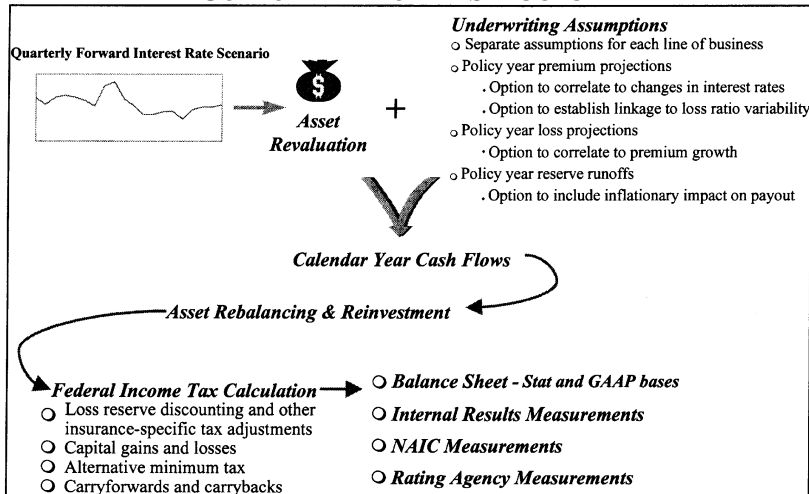 Quarterly Forward Interest Rate Scenario
$
Asset
Revaluation
+
Underwriting Assumptions
Separate assumptions for each line of business
Policy year premium projections
Option to correlate to changes in interest rates
Option to establish linkage to loss ratio variability
Policy year loss projections
Option to correlate to premium growth
Policy year reserve runoffs
Option to include inflationary impact on payout
Calendar Year Cash Flows
Asset Rebalancing & Reinvestment
Federal Income Tax Calculation
Loss reserve discounting and other
insurance-specific tax adjustments
Capital gains and losses
Alternative minimum tax
Carryforwards and carrybacks
Balance Sheet - Stat and GAAP bases
Internal Results Measurements
NAIC Measurements
Rating Agency Measurements